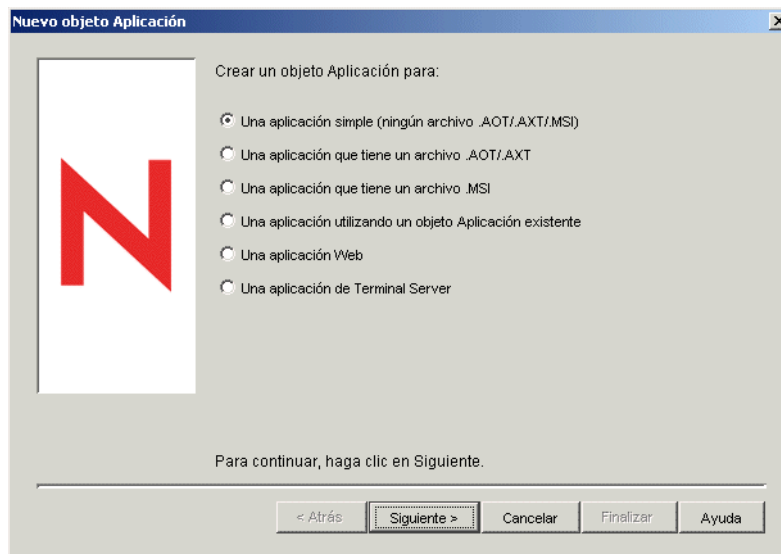 Nuevo objeto Aplicación
Crear un objeto Aplicación para:
Una aplicación simple (ningún archivo .AOT/.AXT/.MSI)
Una aplicación que tiene un archivo .AOT/.AXT
Una aplicación que tiene un archivo .MSI
Una aplicación utilizando un objeto Aplicación existente
Una aplicación Web
Una aplicación de Terminal Server
N
Para continuar, haga clic en Siguiente.
< Atrás
Siguiente >
Cancelar
Finalizar
Ayuda